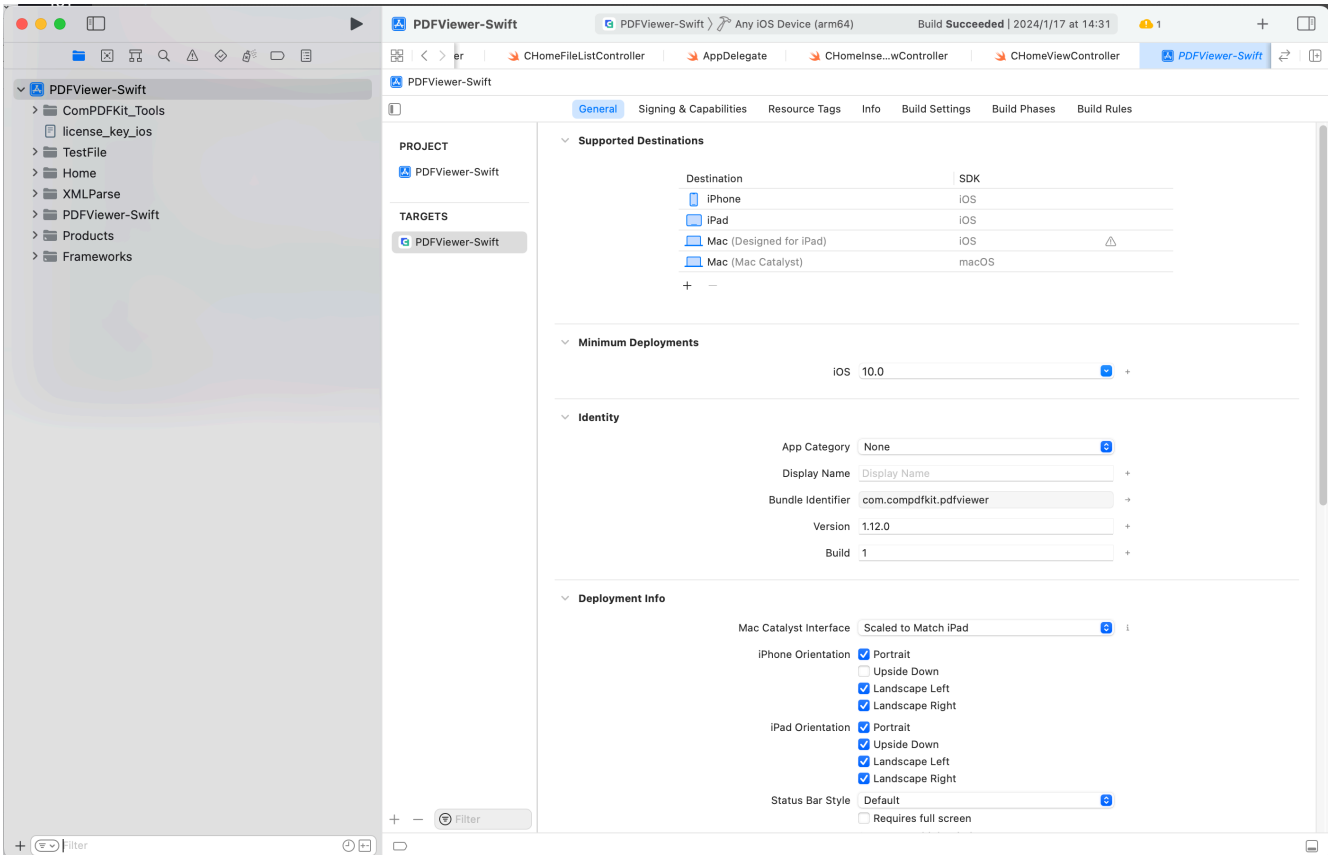 PDFViewer-Swift
PDFViewer-Swift
Any iOS Device (arm64)
Build Succeeded | 2024/1/17 at 14:31
1
er
CHomeFileListController
AppDelegate
CHomeInse...wController
CHomeViewController
PDFViewer-Swift
PDFViewer-Swift
ComPDFKit_Tools
license_key_ios
TestFile
Home
XMLParse
PDFViewer-Swift
Products
Frameworks
Filter
PDFViewer-Swift
General Signing & Capabilities Resource Tags Info Build Settings Build Phases Build Rules
PROJECT
PDFViewer-Swift
TARGETS
PDFViewer-Swift
Filter
Supported Destinations
Destination SDK
iPhone iOS
iPad iOS
Mac (Designed for iPad) iOS
Mac (Mac Catalyst) macOS
Minimum Deployments
iOS 10.0
Identity
App Category None
Display Name Display Name
Bundle Identifier com.compdfkit.pdfviewer
Version 1.12.0
Build 1
Deployment Info
Mac Catalyst Interface Scaled to Match iPad
iPhone Orientation Portrait
Upside Down
Landscape Left
Landscape Right
iPad Orientation Portrait
Upside Down
Landscape Left
Landscape Right
Status Bar Style Default
Requires full screen